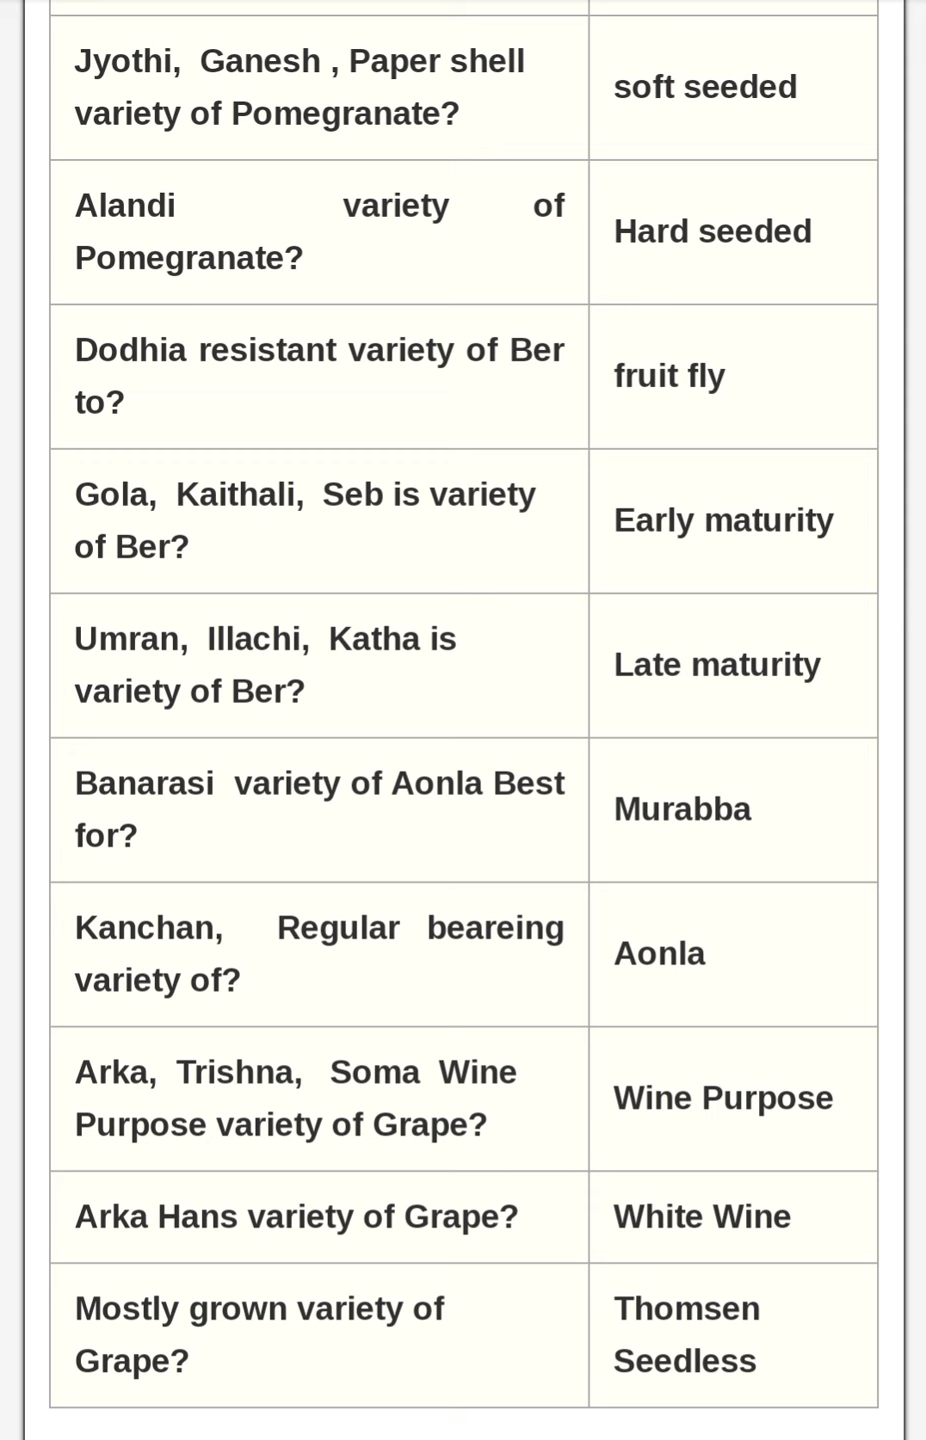 Jyothi, Ganesh , Paper shell
variety of Pomegranate?
soft seeded
Alandi variety of
Pomegranate?
Hard seeded
Dodhia resistant variety of Ber
to?
fruit fly
Gola, Kaithali, Seb is variety
of Ber?
Early maturity
Umran, Illachi, Katha is
variety of Ber?
Late maturity
Banarasi variety of Aonla Best
for?
Murabba
Kanchan, Regular beareing
variety of?
Aonla
Arka, Trishna, Soma Wine
Purpose variety of Grape?
Wine Purpose
Arka Hans variety of Grape?
White Wine
Mostly grown variety of
Grape?
Thomsen
Seedless